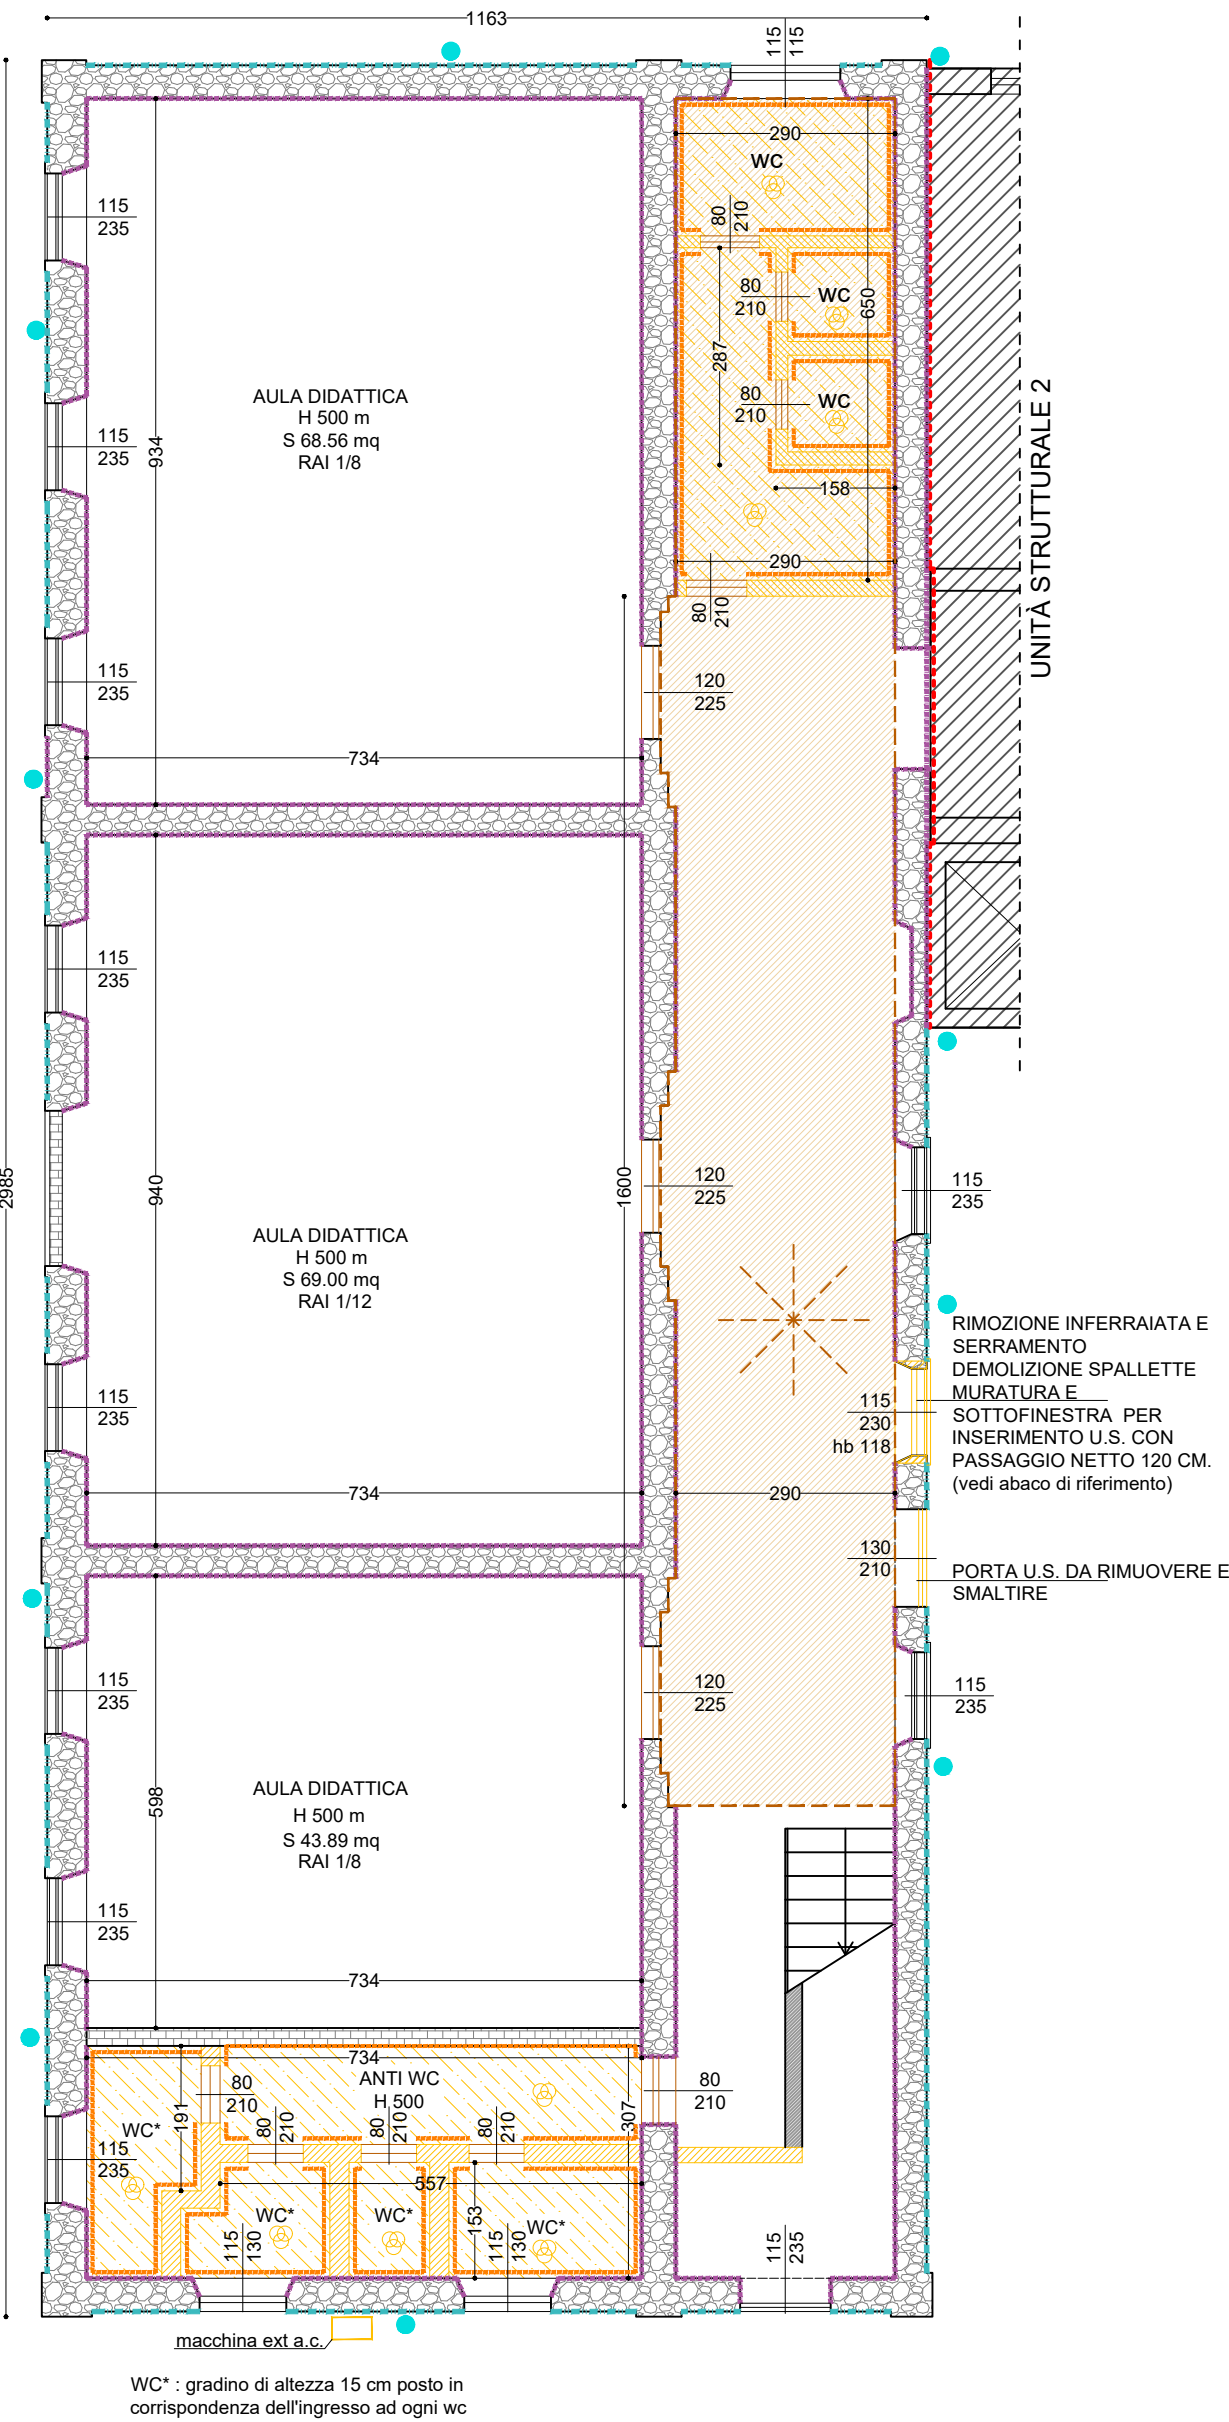 1163
115
115
290
WC
80
210
115
235
80
210
WC
650
287
80
210
WC
AULA DIDATTICA
H 500 m
S 68.56 mq
RAI 1/8
115
235
934
158
UNITÀ STRUTTURALE 2
290
80
210
115
235
120
225
734
115
235
2985
940
1600
120
225
115
235
AULA DIDATTICA
H 500 m
S 69.00 mq
RAI 1/12
RIMOZIONE INFERRAIATA E
SERRAMENTO
DEMOLIZIONE SPALLETTE
MURATURA E
SOTTOFINESTRA PER
INSERIMENTO U.S. CON
PASSAGGIO NETTO 120 CM.
(vedi abaco di riferimento)
115
235
115
230
hb 118
734
290
130
210
PORTA U.S. DA RIMUOVERE E
SMALTIRE
115
235
120
225
115
235
AULA DIDATTICA
H 500 m
S 43.89 mq
RAI 1/8
598
115
235
734
734
ANTI WC
H 500
80
210
80
210
191
307
WC*
80
210
80
210
80
210
115
235
557
153
WC*
WC*
WC*
115
130
115
130
115
235
macchina ext a.c.
WC* : gradino di altezza 15 cm posto in
corrispondenza dell'ingresso ad ogni wc